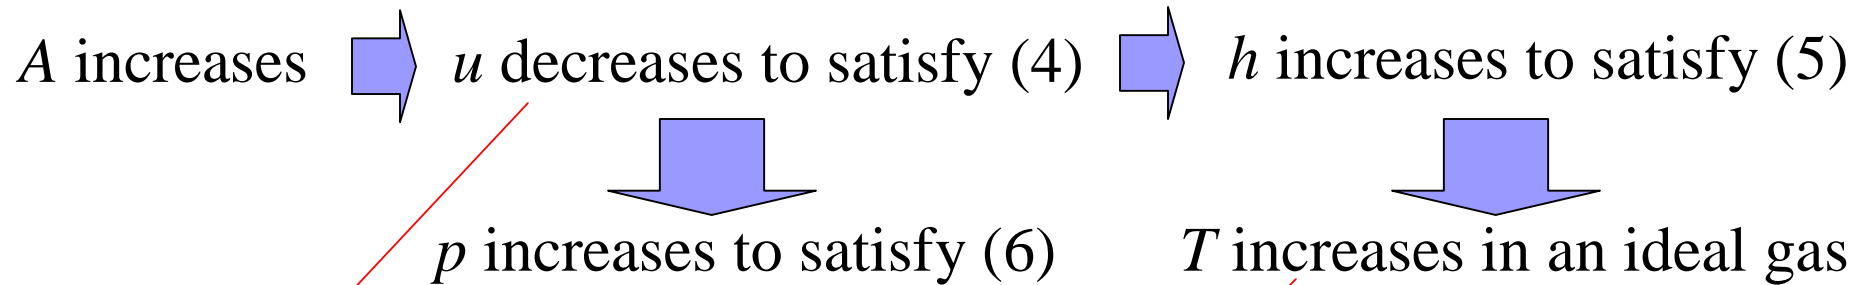 A increases u decreases to satisfy (4) h increases to satisfy (5)
p increases to satisfy (6) T increases in an ideal gas